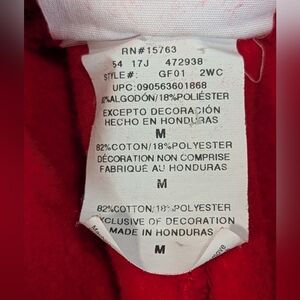 RN#15763
54 17J 472938
STYLE#: GF01 2WC
UPC:090563601868
82%ALGODÓN/18%POLIÉSTER
EXCEPTO DECORACIÓN
HECHO EN HONDURAS
M
82%COTON/18%POLYESTER
DÉCORATION NON COMPRISE
FABRIQUÉ AU HONDURAS
M
82%COTTON/18%POLYESTER
EXCLUSIVE OF DECORATION
MADE IN HONDURAS
M